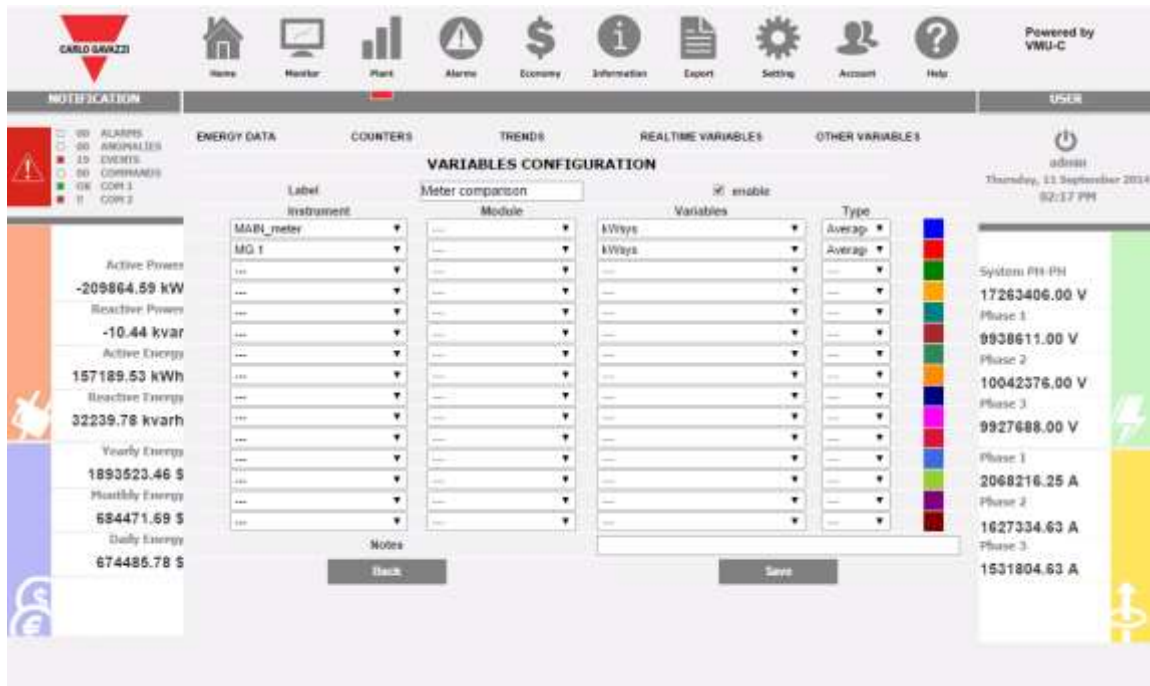 CARLO GAVAZZI
Home Monitor Plant Alarms Economy Information Export Setting Account Help
Powered by
VMU-C
NOTIFICATION
USER
00 ALARMS
00 ANOMALIES
19 EVENTS
00 COMMANDS
OK COM 1
!! COM 2
ENERGY DATA COUNTERS TRENDS REALTIME VARIABLES OTHER VARIABLES
VARIABLES CONFIGURATION
Label Meter comparison enable
Instrument Module Variables Type
MAIN_meter --- kWsys Averag
MG 1 --- kWsys Averag
--- --- --- ---
--- --- --- ---
--- --- --- ---
--- --- --- ---
--- --- --- ---
--- --- --- ---
--- --- --- ---
--- --- --- ---
--- --- --- ---
--- --- --- ---
--- --- --- ---
--- --- --- ---
--- --- --- ---
Notes
Back Save
Active Power
-209864.59 kW
Reactive Power
-10.44 kvar
Active Energy
157189.53 kWh
Reactive Energy
32239.78 kvarh
Yearly Energy
1893523.46 $
Monthly Energy
684471.69 $
Daily Energy
674485.78 $
admin
Thursday, 11 September 2014
02:17 PM
System PH-PH
17263406.00 V
Phase 1
9938611.00 V
Phase 2
10042376.00 V
Phase 3
9927688.00 V
Phase 1
2068216.25 A
Phase 2
1627334.63 A
Phase 3
1531804.63 A